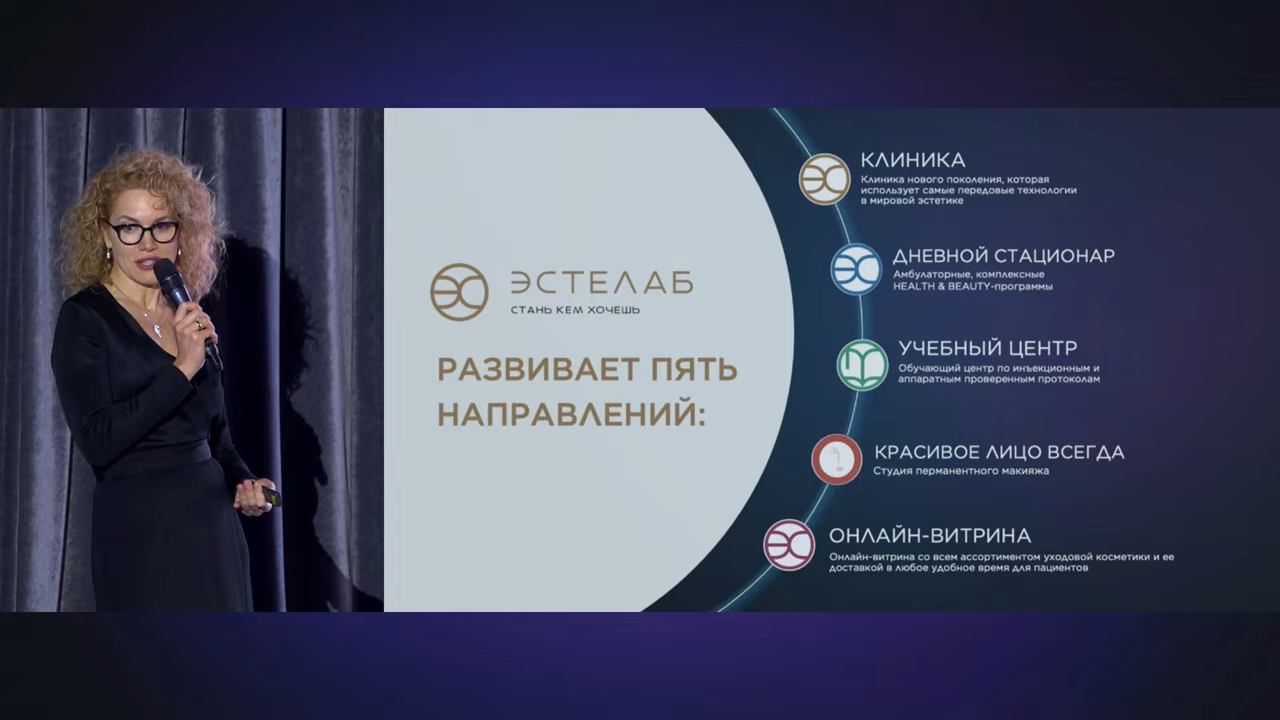 ЭСТЕЛАБ
СТАНЬ КЕМ ХОЧЕШЬ
РАЗВИВАЕТ ПЯТЬ
НАПРАВЛЕНИЙ:
КЛИНИКА
Клиника нового поколения, которая
использует самые передовые технологии
в мировой эстетике
ДНЕВНОЙ СТАЦИОНАР
Амбулаторные, комплексные
HEALTH & BEAUTY-программы
УЧЕБНЫЙ ЦЕНТР
Обучающий центр по инъекционным и
аппаратным проверенным протоколам
КРАСИВОЕ ЛИЦО ВСЕГДА
Студия перманентного макияжа
ОНЛАЙН-ВИТРИНА
Онлайн-витрина со всем ассортиментом уходовой косметики и ее
доставкой в любое удобное время для пациентов